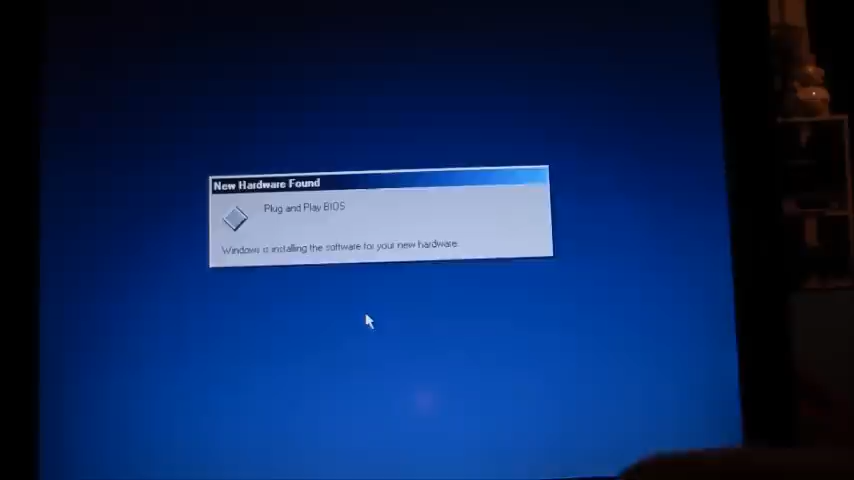 New Hardware Found
Plug and Play BIOS
Windows is installing the software for your new hardware.